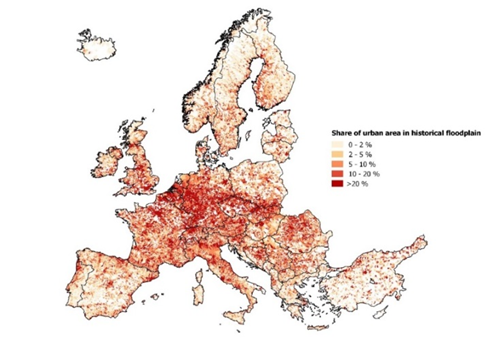 Share of urban area in historical floodplain
0 - 2 %
2 - 5 %
5 - 10 %
10 - 20 %
>20 %